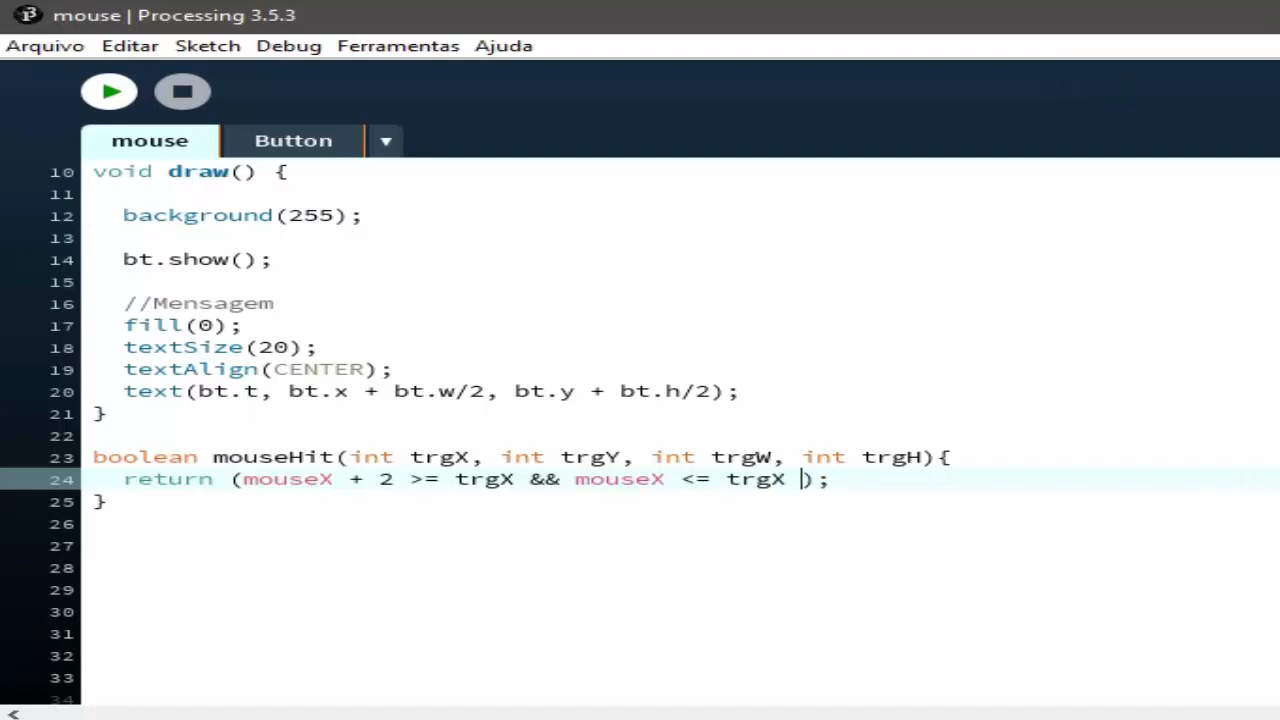 mouse | Processing 3.5.3
Arquivo Editar Sketch Debug Ferramentas Ajuda
mouse Button
10 void draw() {
11
12 background(255);
13
14 bt.show();
15
16 //Mensagem
17 fill(0);
18 textSize(20);
19 textAlign(CENTER);
20 text(bt.t, bt.x + bt.w/2, bt.y + bt.h/2);
21 }
22
23 boolean mouseHit(int trgX, int trgY, int trgW, int trgH){
24 return (mouseX + 2 >= trgX && mouseX <= trgX );
25 }
26
27
28
29
30
31
32
33
34